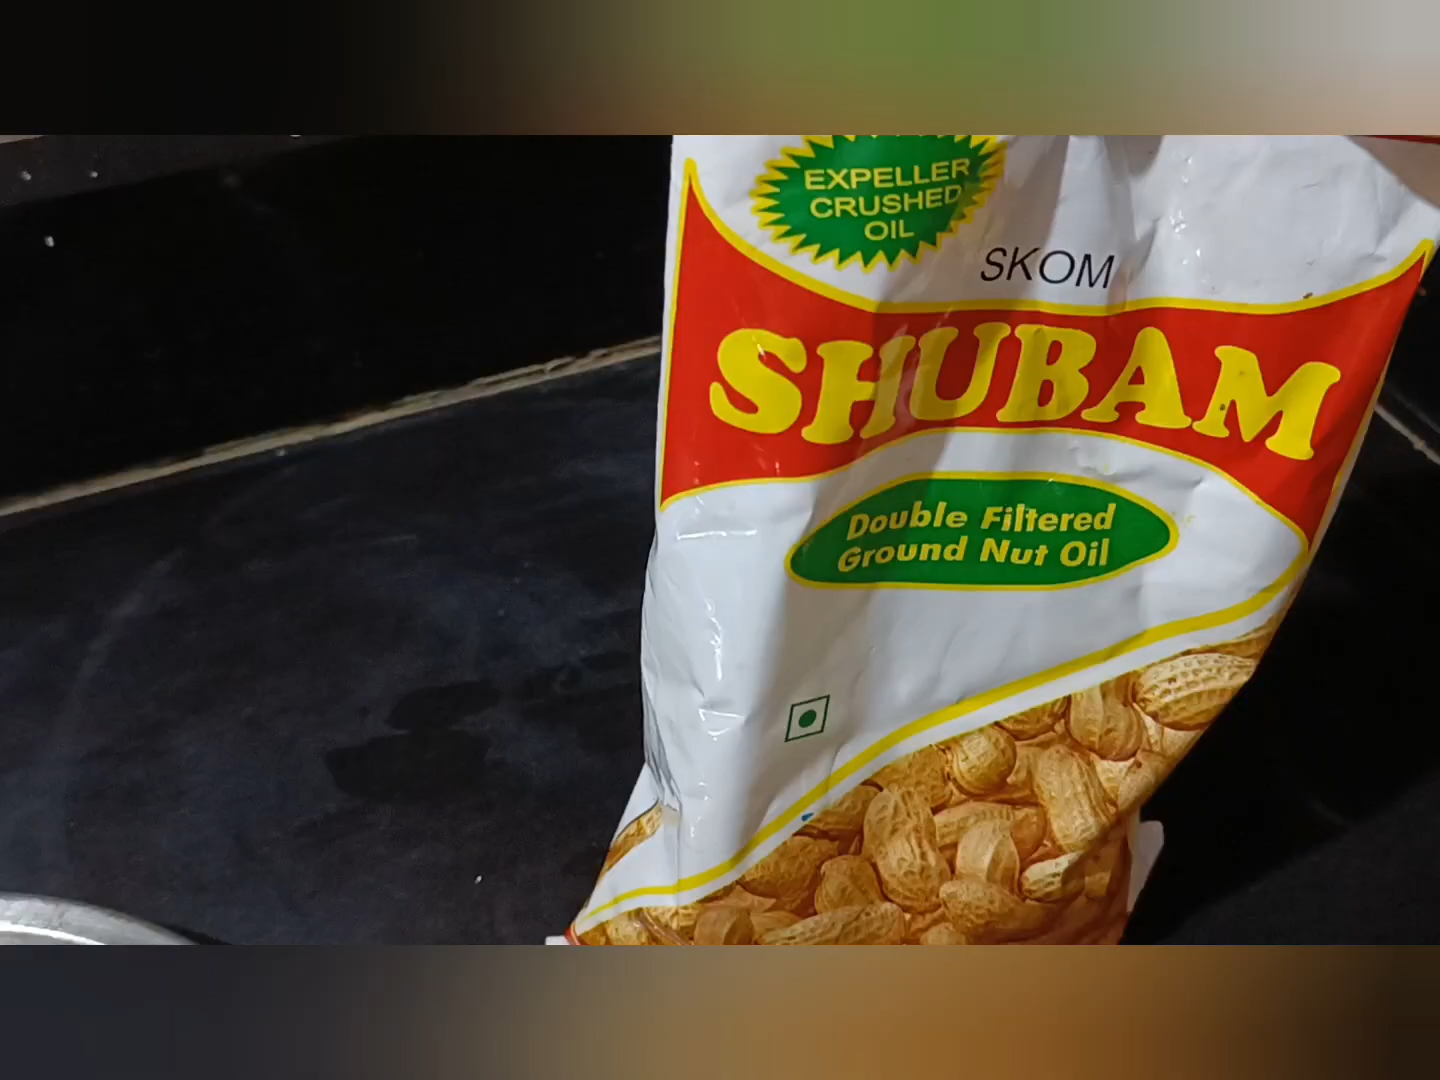 EXPELLER
CRUSHED
OIL
SKOM
SHUBAM
Double Filtered
Ground Nut Oil